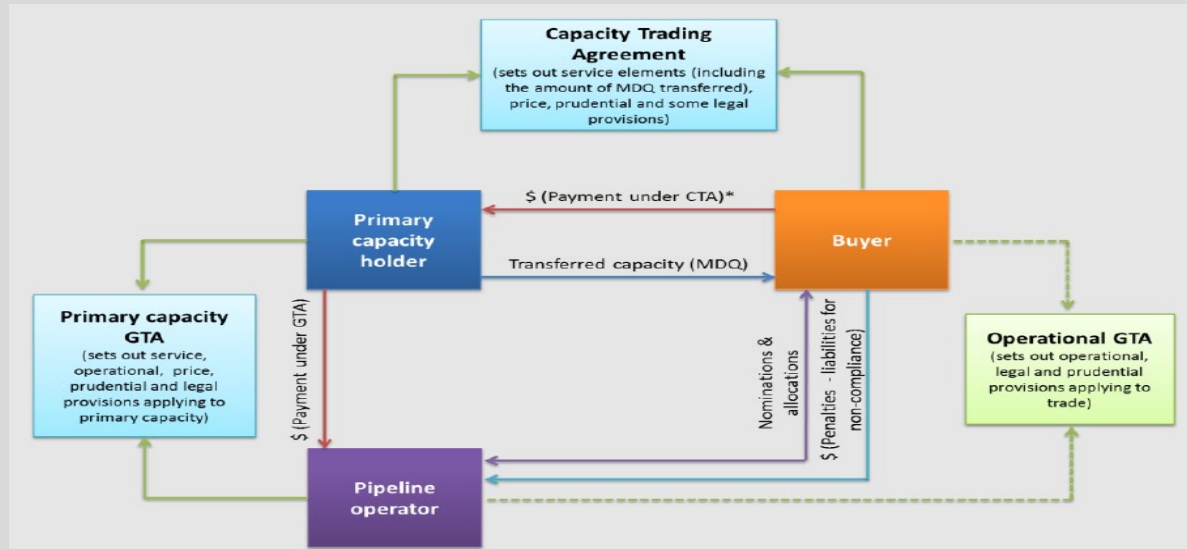 Capacity Trading
Agreement
(sets out service elements (including
the amount of MDQ transferred),
price, prudential and some legal
provisions)
$ (Payment under CTA)*
Primary
capacity
holder
Buyer
Transferred capacity (MDQ)
Primary capacity
GTA
(sets out service,
operational, price,
prudential and legal
provisions applying to
primary capacity)
$ (Payment under GTA)
Nominations &
allocations
$ (Penalties - liabilities for
non-compliance)
Operational GTA
(sets out operational,
legal and prudential
provisions applying to
trade)
Pipeline
operator